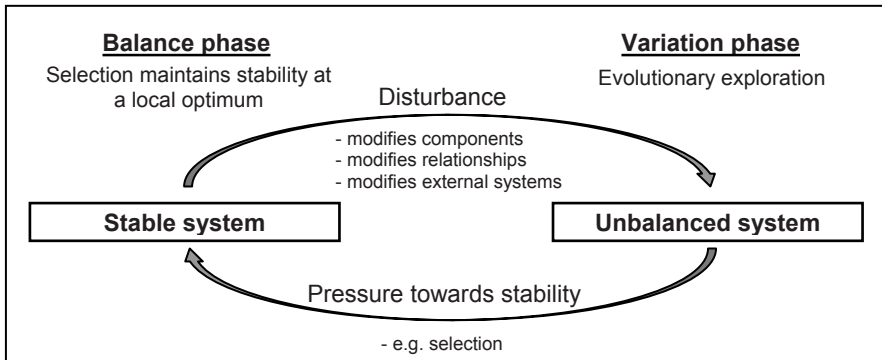 Balance phase
Selection maintains stability at
a local optimum
Variation phase
Evolutionary exploration
Disturbance
- modifies components
- modifies relationships
- modifies external systems
Stable system
Unbalanced system
Pressure towards stability
- e.g. selection